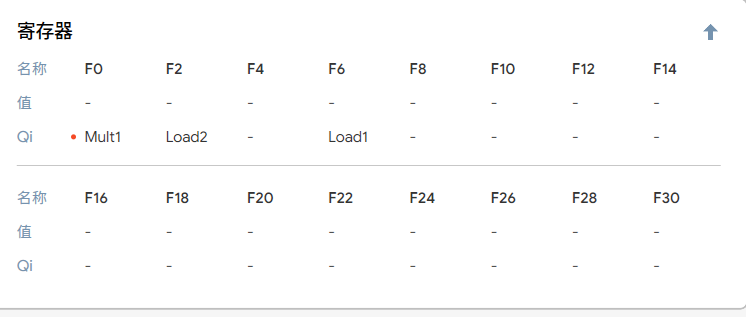 寄存器
名称 F0 F2 F4 F6 F8 F10 F12 F14
值 - - - - - - - -
Qi Mult1 Load2 - Load1 - - - -
名称 F16 F18 F20 F22 F24 F26 F28 F30
值 - - - - - - - -
Qi - - - - - - - -